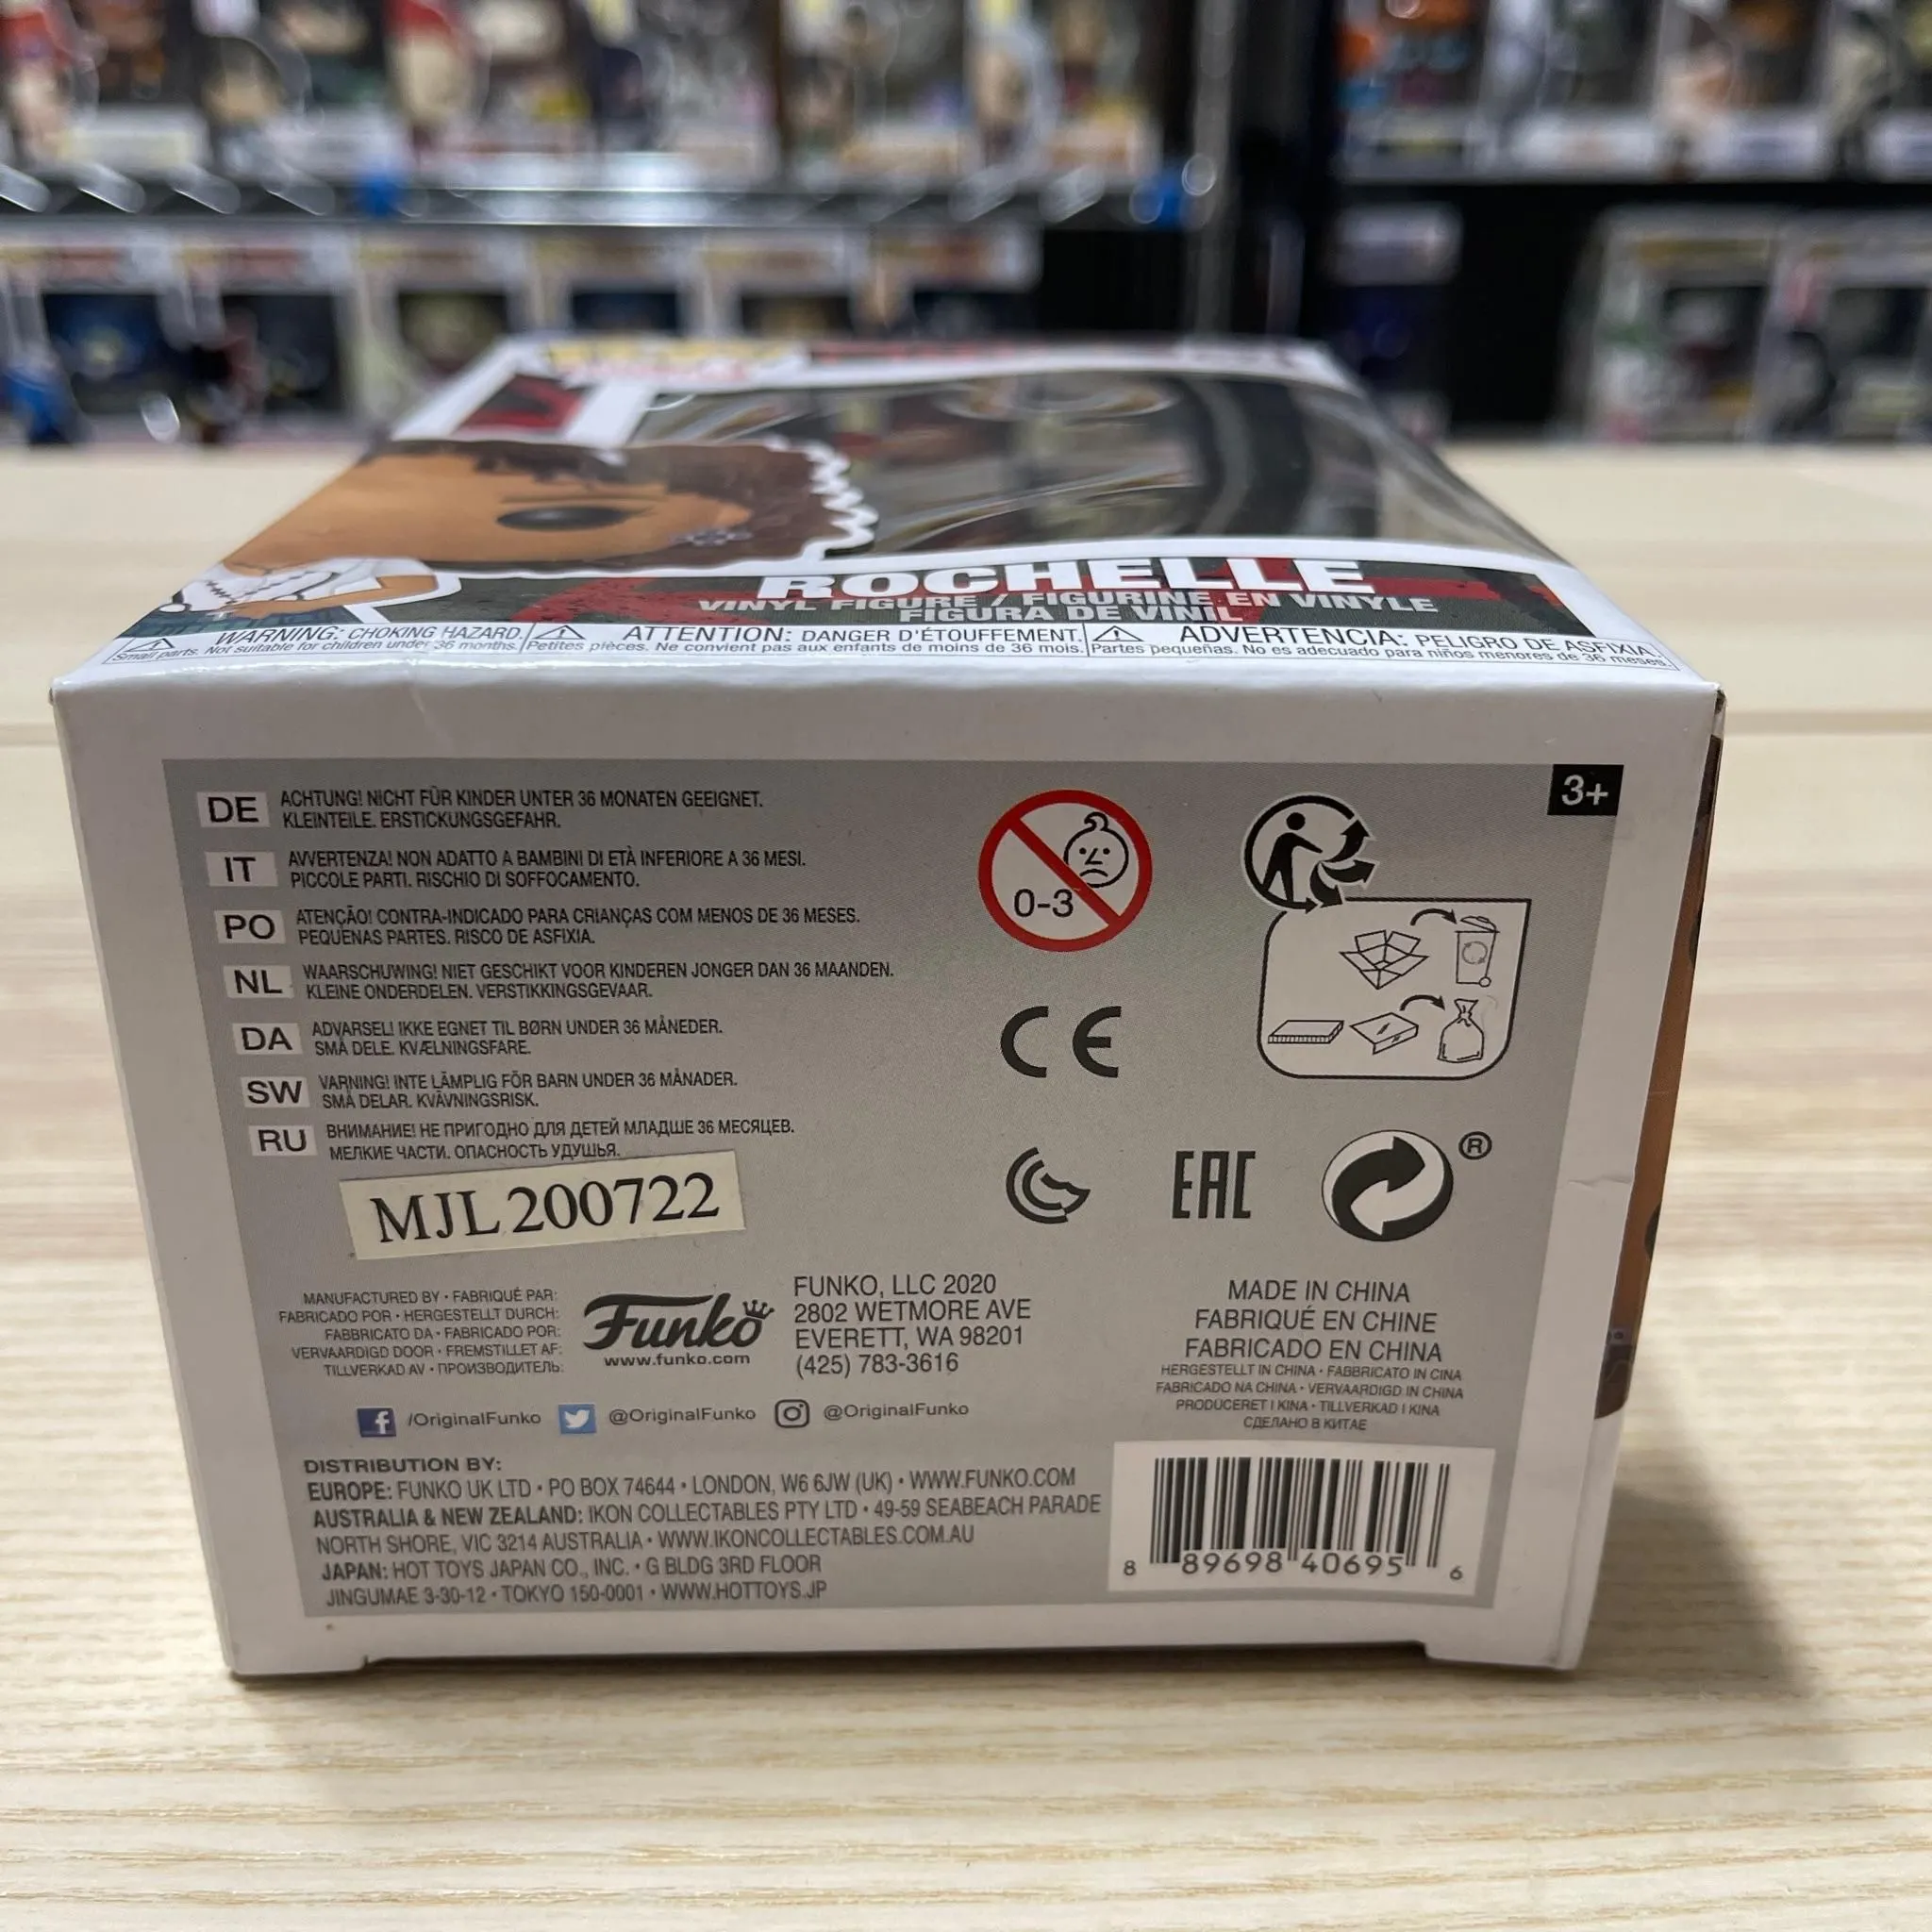 ROCHELLE
VINYL FIGURE / FIGURINE EN VINYLE
FIGURA DE VINIL
WARNING: CHOKING HAZARD.
Small parts. Not suitable for children under 36 months.
ATTENTION: DANGER D'ÉTOUFFEMENT.
Petites pièces. Ne convient pas aux enfants de moins de 36 mois.
ADVERTENCIA: PELIGRO DE ASFIXIA.
Partes pequeñas. No es adecuado para niños menores de 36 meses.
3+
DE ACHTUNG! NICHT FÜR KINDER UNTER 36 MONATEN GEEIGNET.
KLEINTEILE. ERSTICKUNGSGEFAHR.
IT AVVERTENZA! NON ADATTO A BAMBINI DI ETÀ INFERIORE A 36 MESI.
PICCOLE PARTI. RISCHIO DI SOFFOCAMENTO.
PO ATENÇÃO! CONTRA-INDICADO PARA CRIANÇAS COM MENOS DE 36 MESES.
PEQUENAS PARTES. RISCO DE ASFIXIA.
NL WAARSCHUWING! NIET GESCHIKT VOOR KINDEREN JONGER DAN 36 MAANDEN.
KLEINE ONDERDELEN. VERSTIKKINGSGEVAAR.
DA ADVARSEL! IKKE EGNET TIL BØRN UNDER 36 MÅNEDER.
SMÅ DELE. KVÆLNINGSFARE.
SW VARNING! INTE LÄMPLIG FÖR BARN UNDER 36 MÅNADER.
SMÅ DELAR. KVÄVNINGSRISK.
RU ВНИМАНИЕ! НЕ ПРИГОДНО ДЛЯ ДЕТЕЙ МЛАДШЕ 36 МЕСЯЦЕВ.
МЕЛКИЕ ЧАСТИ. ОПАСНОСТЬ УДУШЬЯ.
0-3
CE
EAC
®
MJL200722
MANUFACTURED BY • FABRIQUÉ PAR:
FABRICADO POR • HERGESTELLT DURCH:
FABBRICATO DA • FABRICADO POR:
VERVAARDIGD DOOR • FREMSTILLET AF:
TILLVERKAD AV • ПРОИЗВОДИТЕЛЬ:
Funko
www.funko.com
FUNKO, LLC 2020
2802 WETMORE AVE
EVERETT, WA 98201
(425) 783-3616
/OriginalFunko @OriginalFunko @OriginalFunko
MADE IN CHINA
FABRIQUÉ EN CHINE
FABRICADO EN CHINA
HERGESTELLT IN CHINA • FABBRICATO IN CINA
FABRICADO NA CHINA • VERVAARDIGD IN CHINA
PRODUCERET I KINA • TILLVERKAD I KINA
СДЕЛАНО В КИТАЕ
DISTRIBUTION BY:
EUROPE: FUNKO UK LTD • PO BOX 74644 • LONDON, W6 6JW (UK) • WWW.FUNKO.COM
AUSTRALIA & NEW ZEALAND: IKON COLLECTABLES PTY LTD • 49-59 SEABEACH PARADE
NORTH SHORE, VIC 3214 AUSTRALIA • WWW.IKONCOLLECTABLES.COM.AU
JAPAN: HOT TOYS JAPAN CO., INC. • G BLDG 3RD FLOOR
JINGUMAE 3-30-12 • TOKYO 150-0001 • WWW.HOTTOYS.JP
8 89698 40695 6